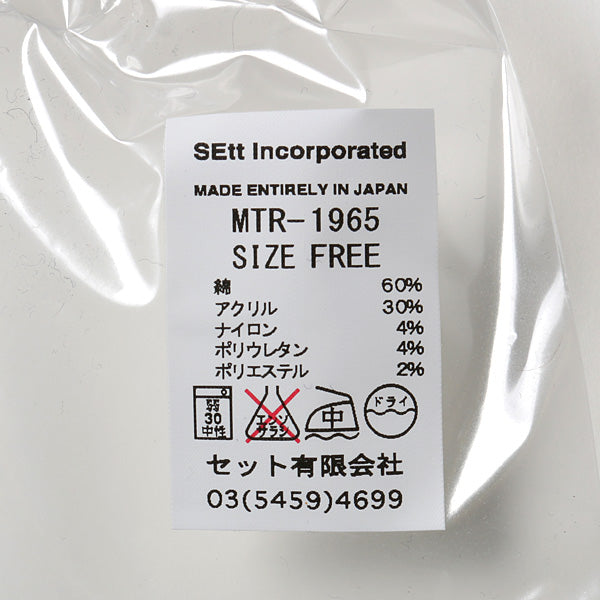 SEtt Incorporated
MADE ENTIRELY IN JAPAN
MTR-1965
SIZE FREE
綿 60%
アクリル 30%
ナイロン 4%
ポリウレタン 4%
ポリエステル 2%
弱
30
中性
エンソ
サラシ
中
ドライ
セット有限会社
03(5459)4699